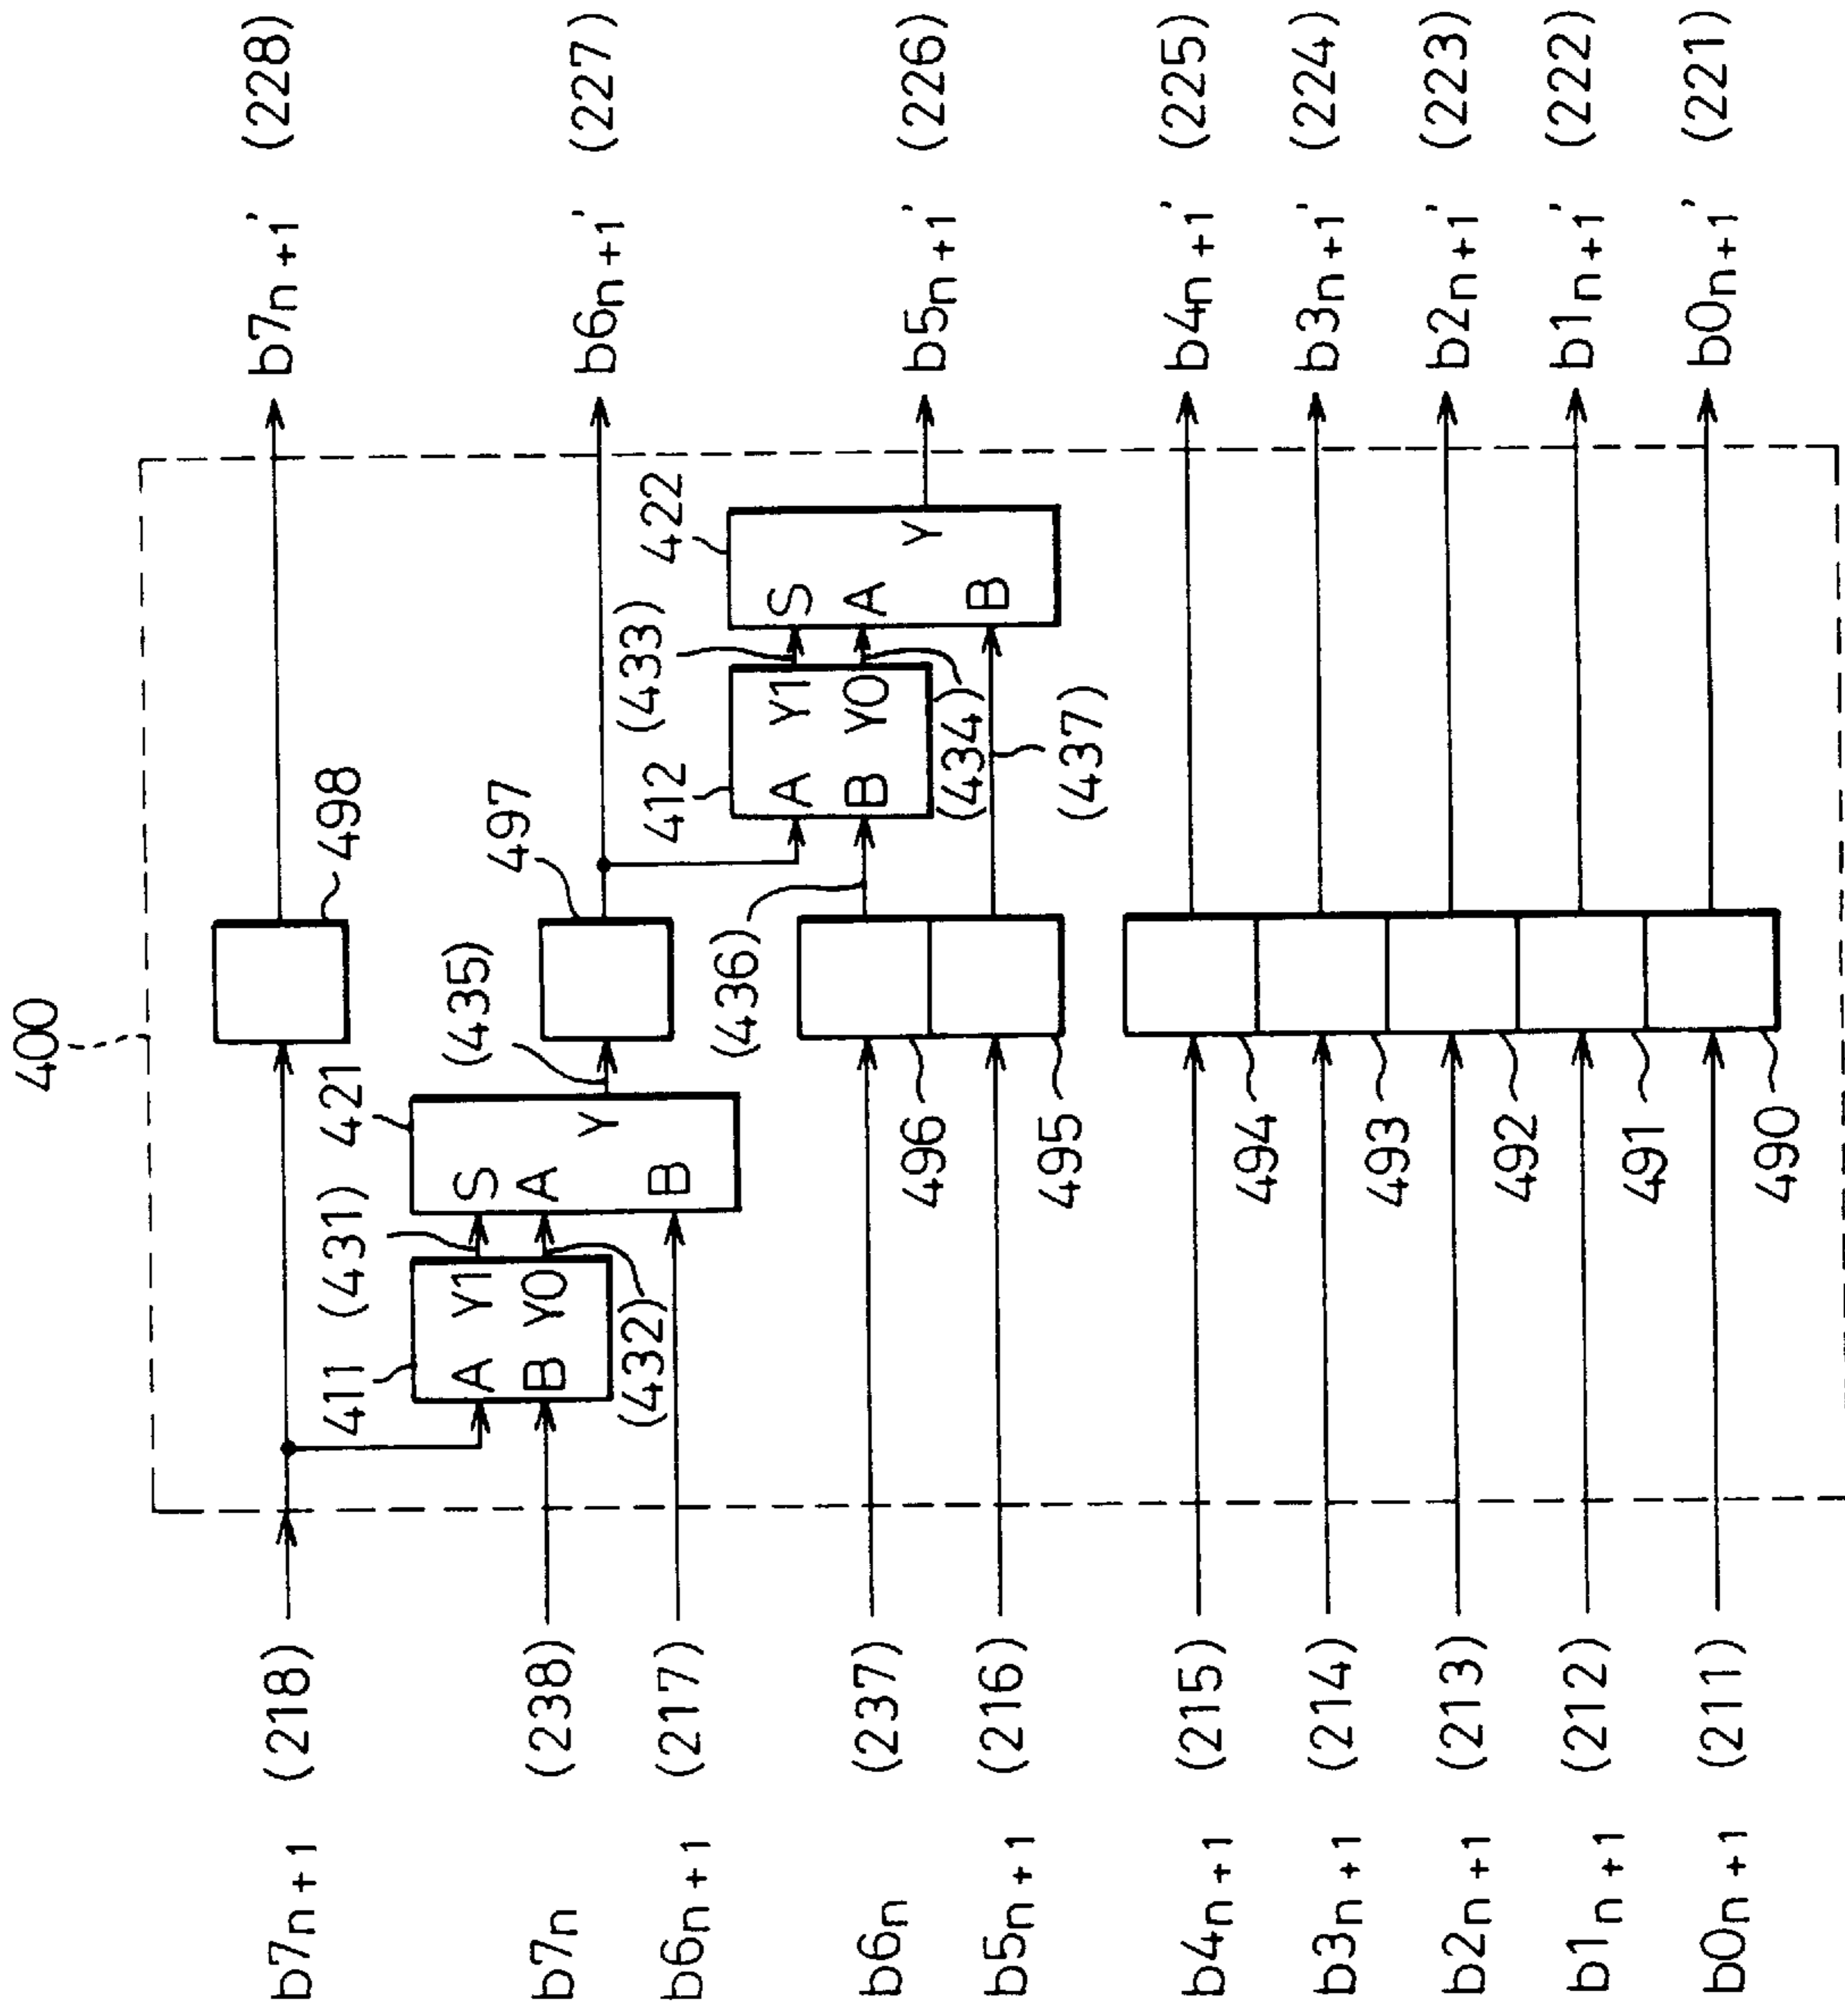 400
b7n+1 (218)
498
b7n+1' (228)
411
(431)
421
A Y1
B Y0
S
A
B
Y
(435)
497
b6n+1' (227)
b7n (238)
(432)
b6n+1 (217)
(436)
412
(433)
422
A Y1
B Y0
S
A
B
Y
b5n+1' (226)
(434)
b6n (237)
496
b5n+1 (216)
495
(437)
b4n+1 (215)
494
b4n+1' (225)
b3n+1 (214)
493
b3n+1' (224)
b2n+1 (213)
492
b2n+1' (223)
b1n+1 (212)
491
b1n+1' (222)
b0n+1 (211)
490
b0n+1' (221)